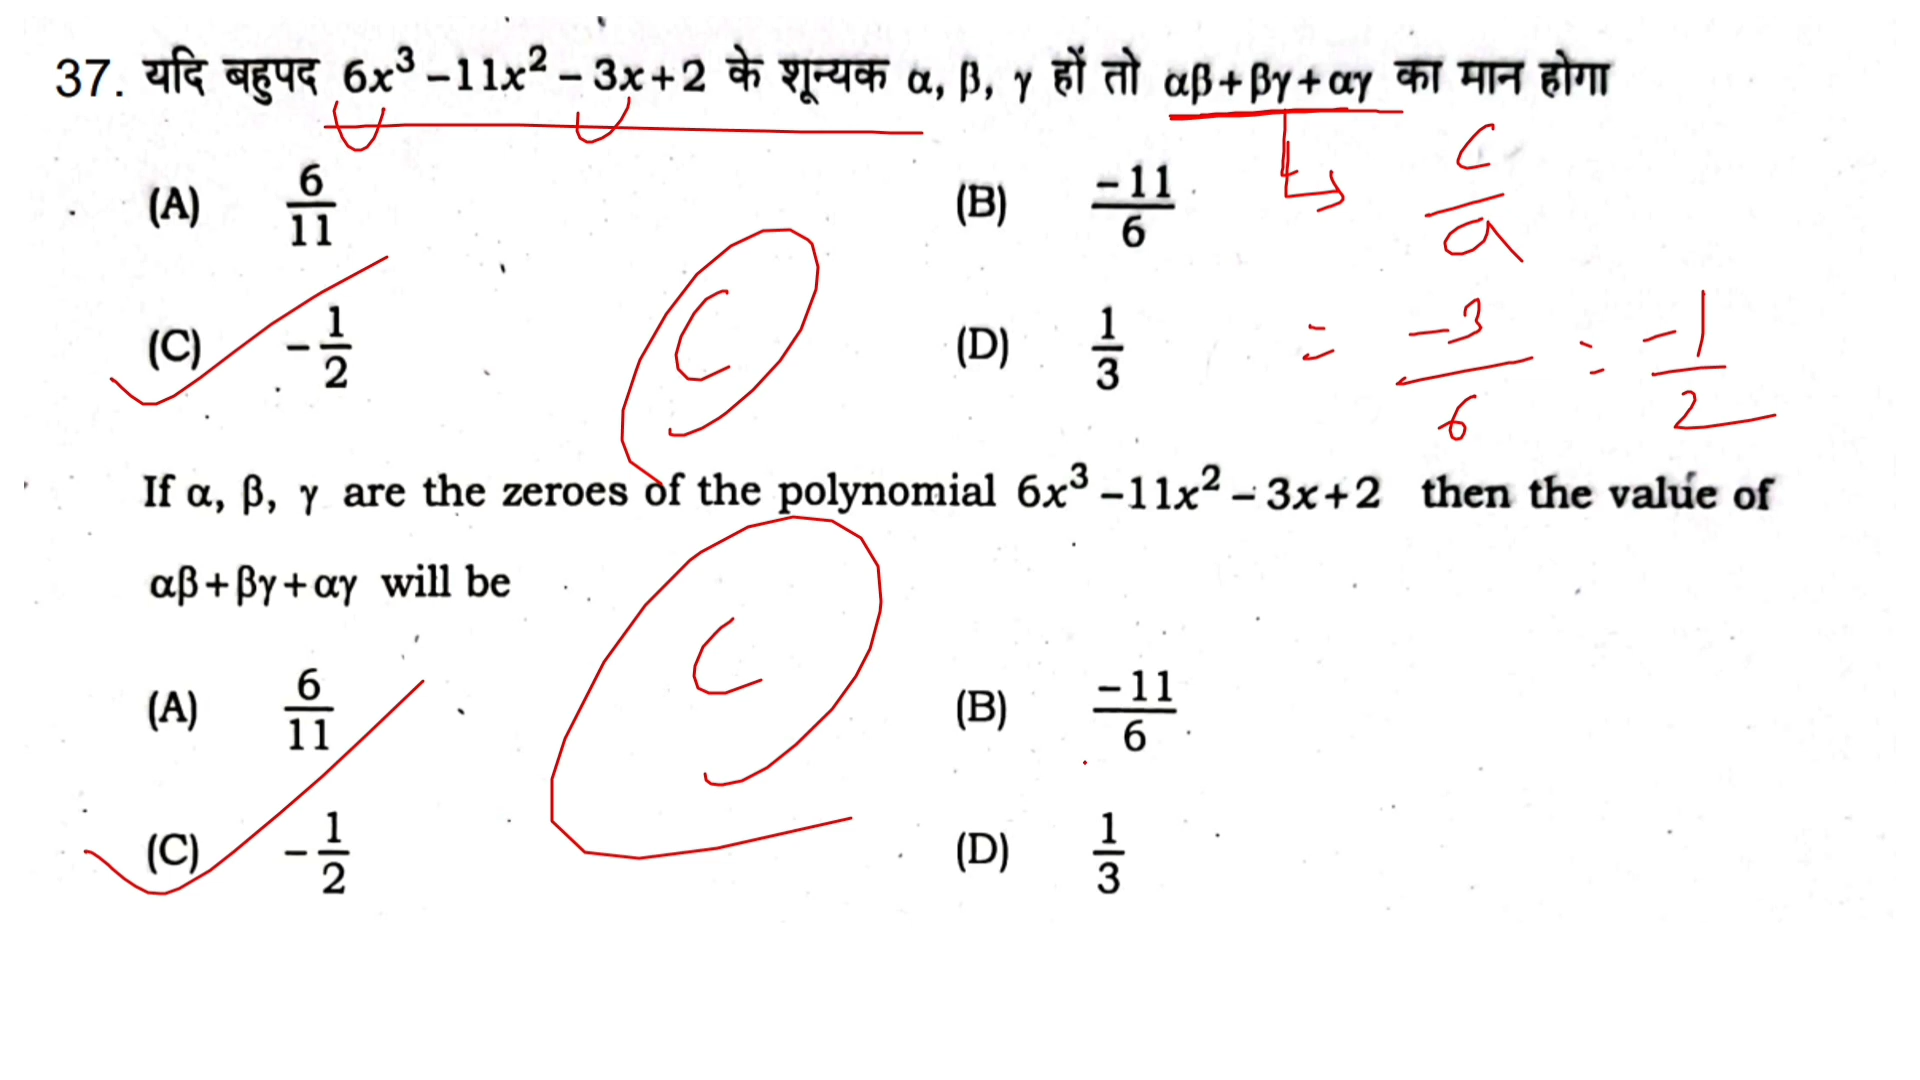 37. यदि बहुपद 6x³ – 11x² – 3x + 2 के शून्यक α, β, γ हों तो αβ + βγ + αγ का मान होगा
(A) 6/11 (B) –11/6
c/a
(C) –1/2 (D) 1/3
= –3/6 = –1/2
C
If α, β, γ are the zeroes of the polynomial 6x³ – 11x² – 3x + 2 then the value of
αβ + βγ + αγ will be
C
(A) 6/11 (B) –11/6
(C) –1/2 (D) 1/3